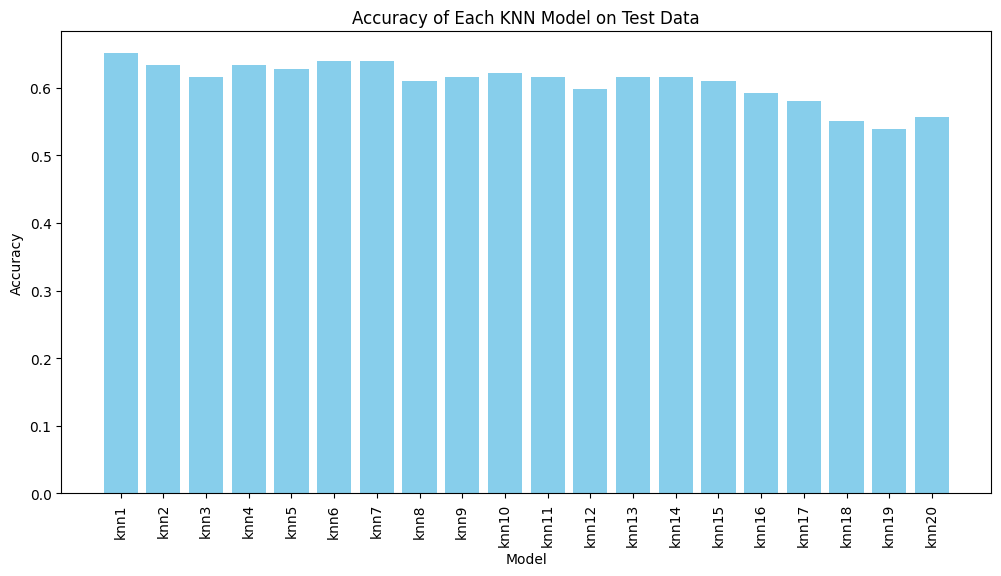 Accuracy of Each KNN Model on Test Data
Accuracy
0.6
0.5
0.4
0.3
0.2
0.1
0.0
knn1
knn2
knn3
knn4
knn5
knn6
knn7
knn8
knn9
knn10
knn11
knn12
knn13
knn14
knn15
knn16
knn17
knn18
knn19
knn20
Model